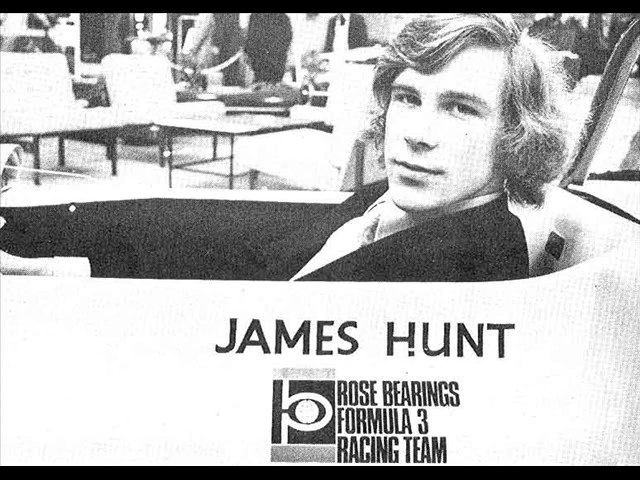 JAMES HUNT
ROSE BEARINGS
FORMULA 3
RACING TEAM